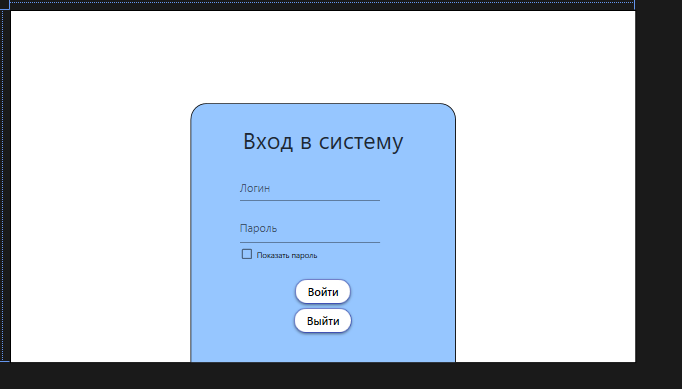 Вход в систему
Логин
Пароль
Показать пароль
Войти
Выйти